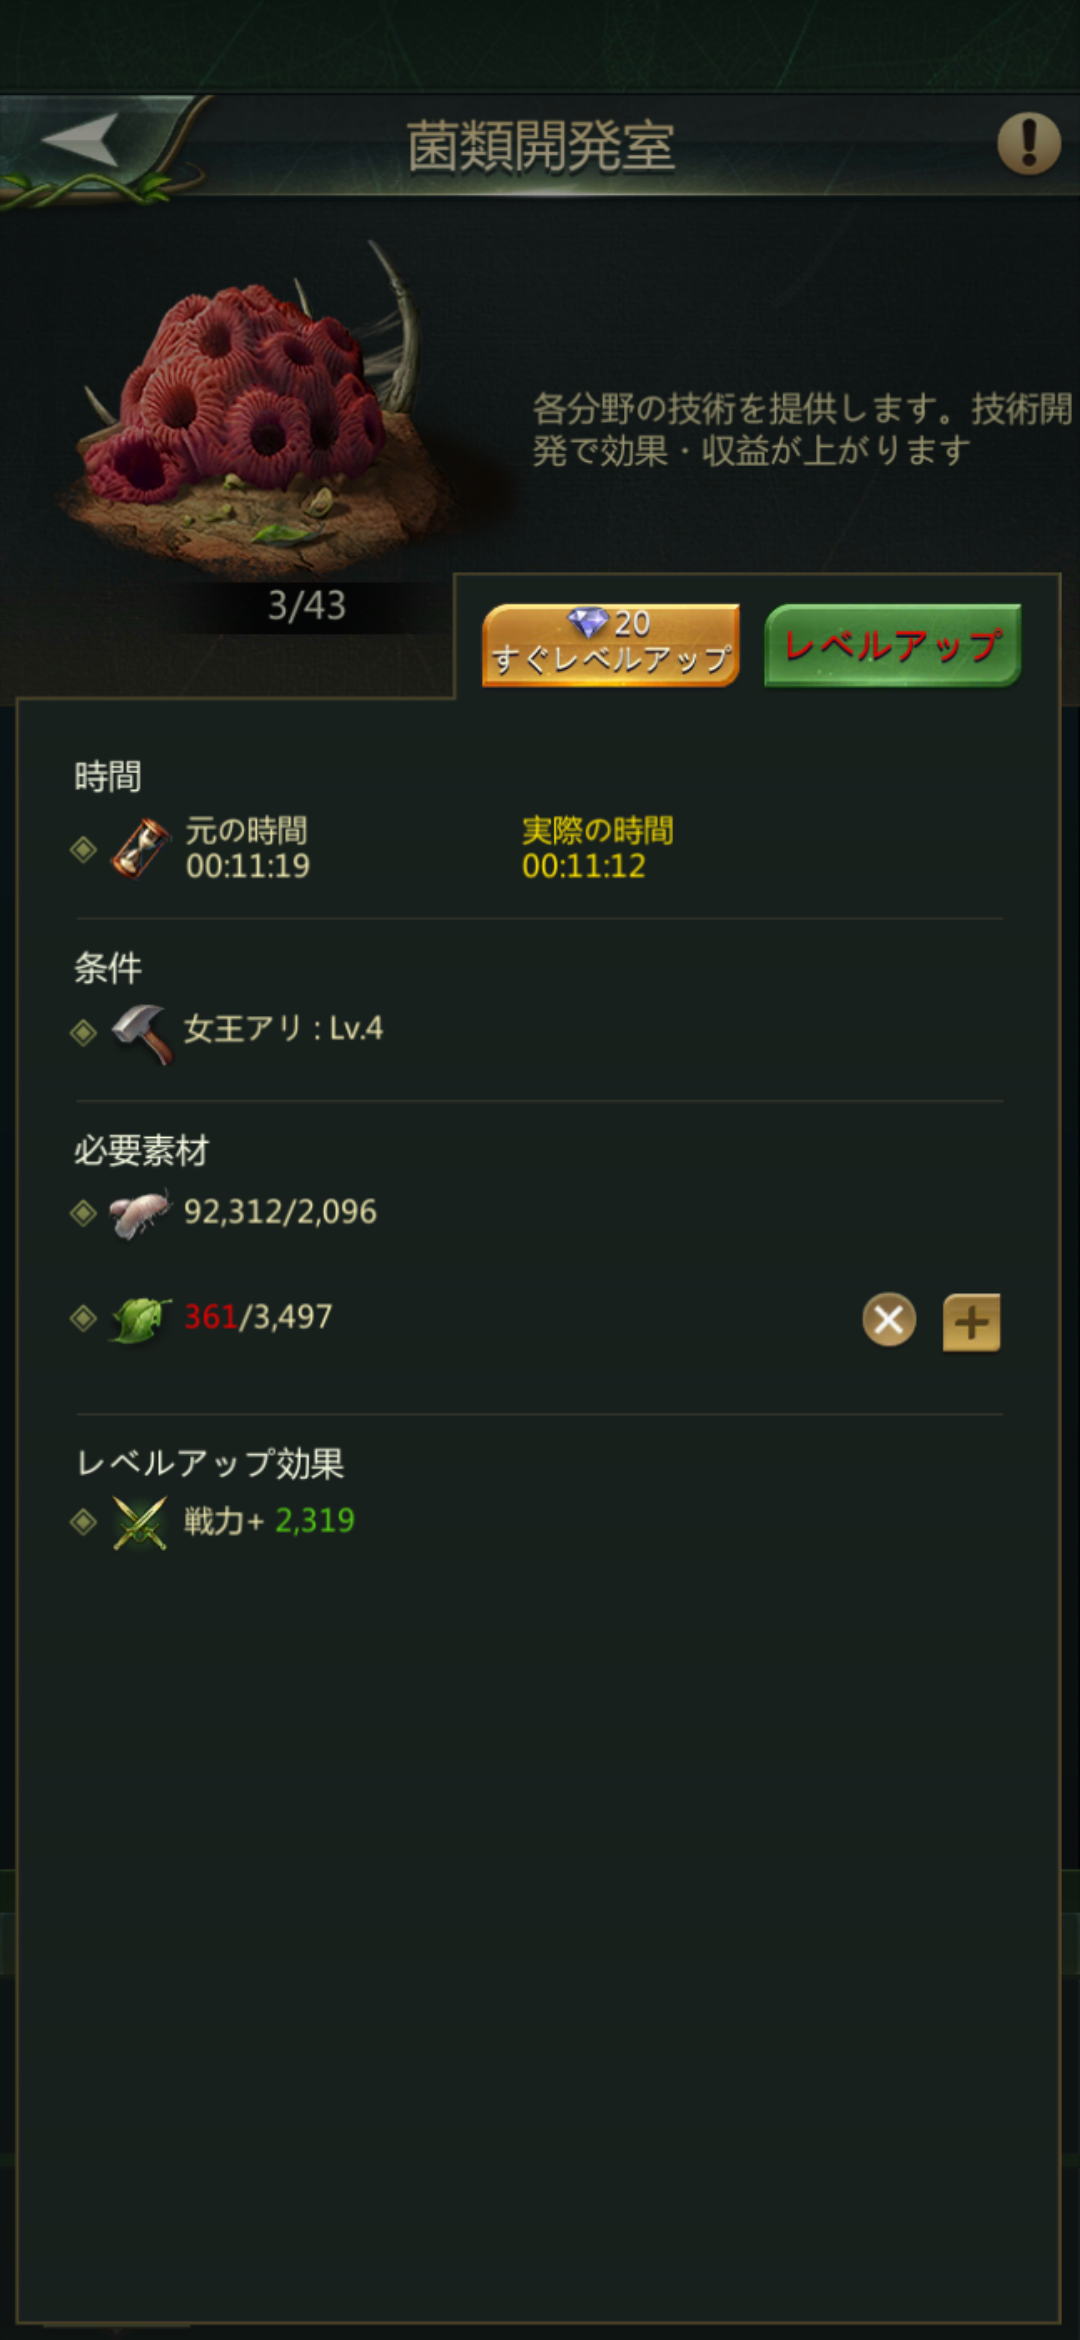 菌類開発室
各分野の技術を提供します。技術開
発で効果・収益が上がります
3/43
20
すぐレベルアップ
レベルアップ
時間
元の時間
00:11:19
実際の時間
00:11:12
条件
女王アリ : Lv.4
必要素材
92,312/2,096
361/3,497
レベルアップ効果
戦力+ 2,319